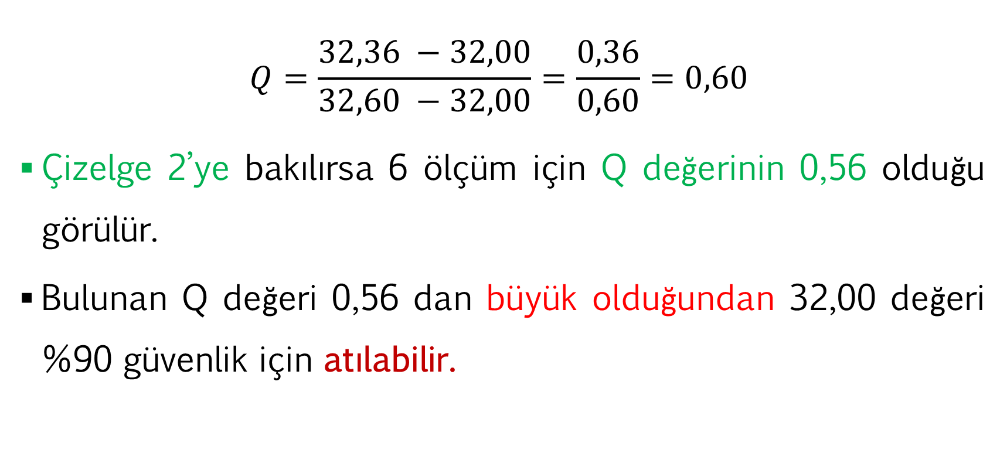 Q = 32,36 − 32,00 / 32,60 − 32,00 = 0,36 / 0,60 = 0,60
▪ Çizelge 2’ye bakılırsa 6 ölçüm için Q değerinin 0,56 olduğu
görülür.
▪ Bulunan Q değeri 0,56 dan büyük olduğundan 32,00 değeri
%90 güvenlik için atılabilir.